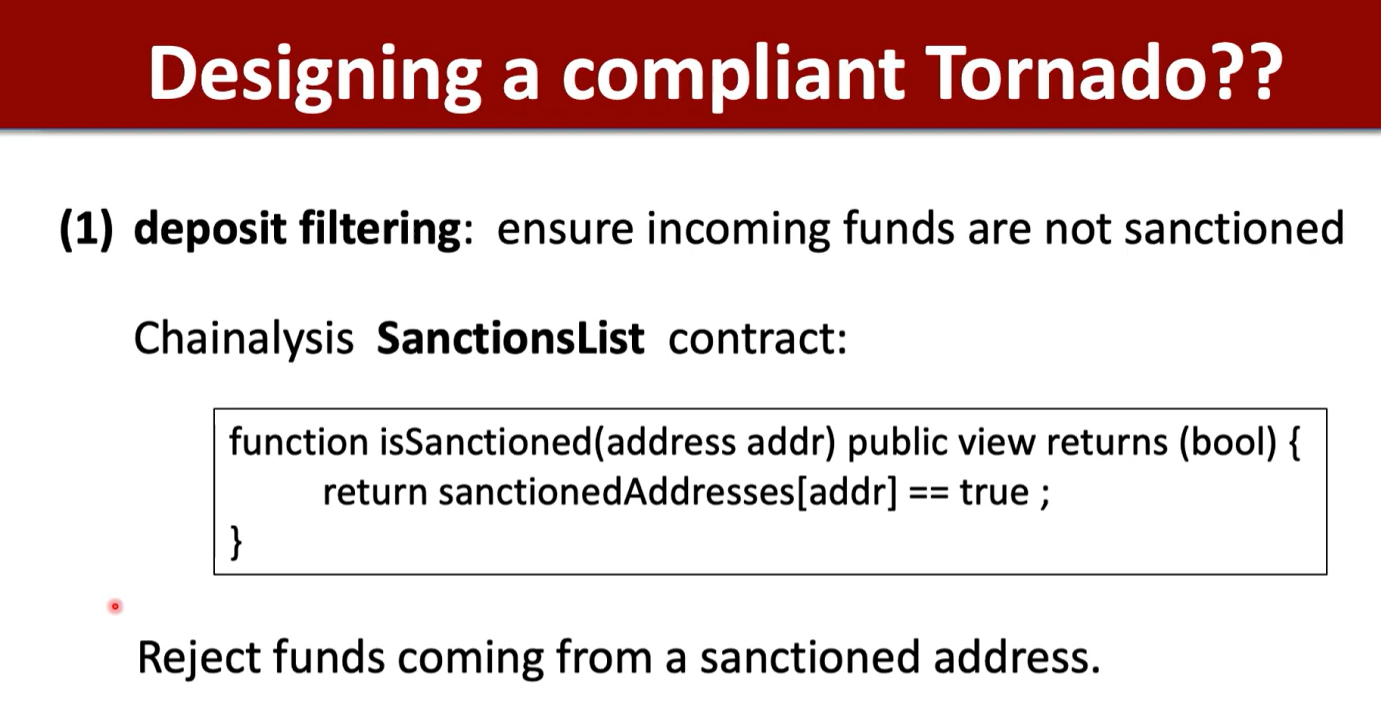 Designing a compliant Tornado??
(1) deposit filtering: ensure incoming funds are not sanctioned
Chainalysis SanctionsList contract:
function isSanctioned(address addr) public view returns (bool) {
return sanctionedAddresses[addr] == true ;
}
Reject funds coming from a sanctioned address.